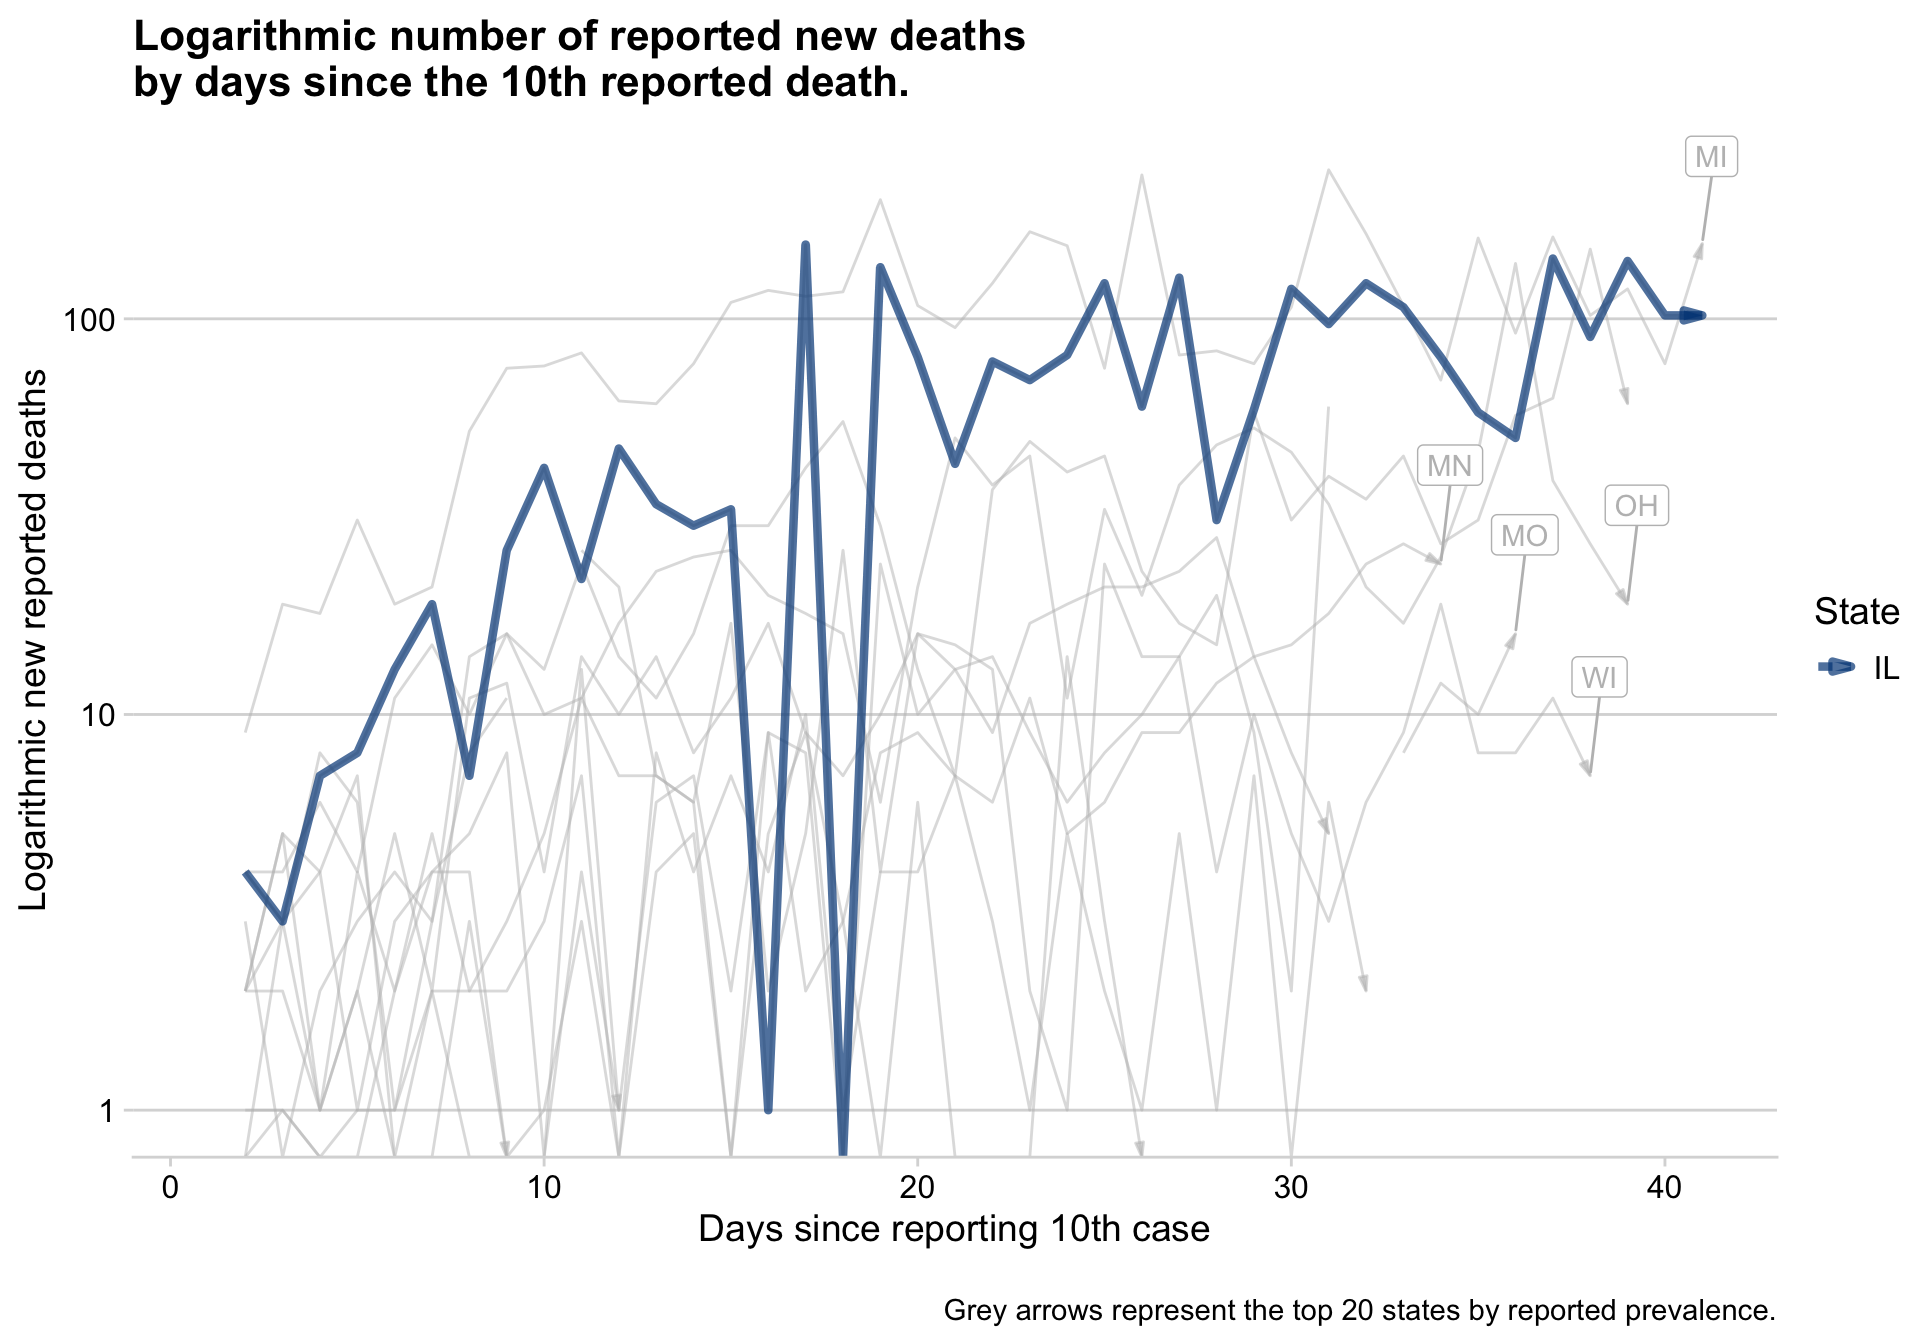 Logarithmic number of reported new deaths
by days since the 10th reported death.
MI
100
MN
OH
MO
WI
10
1
Logarithmic new reported deaths
State
IL
0 10 20 30 40
Days since reporting 10th case
Grey arrows represent the top 20 states by reported prevalence.